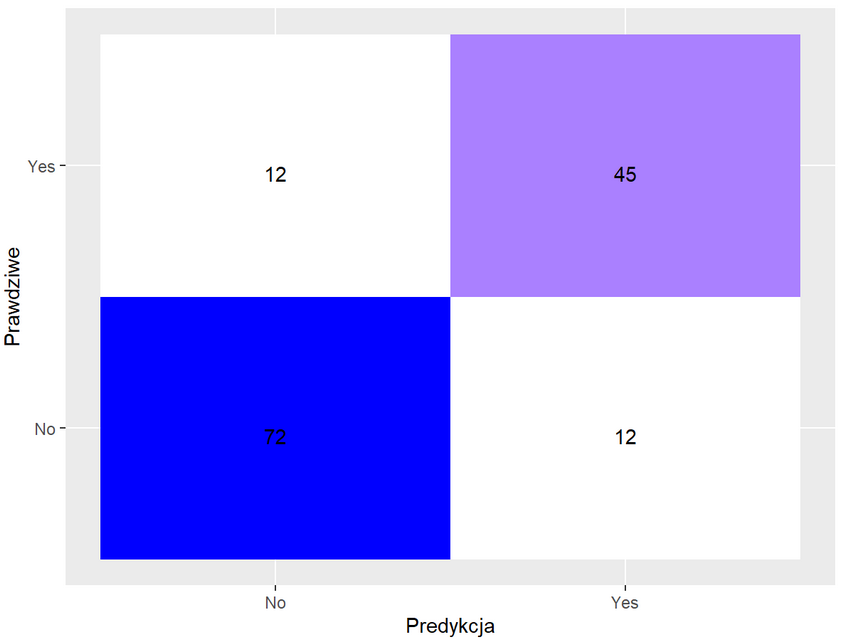 Yes
12
45
Prawdziwe
No
72
12
No
Yes
Predykcja